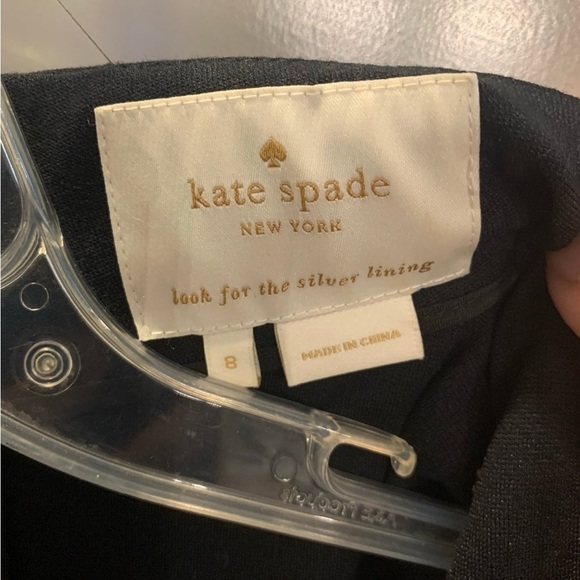 kate spade
NEW YORK
look for the silver lining
8
MADE IN CHINA